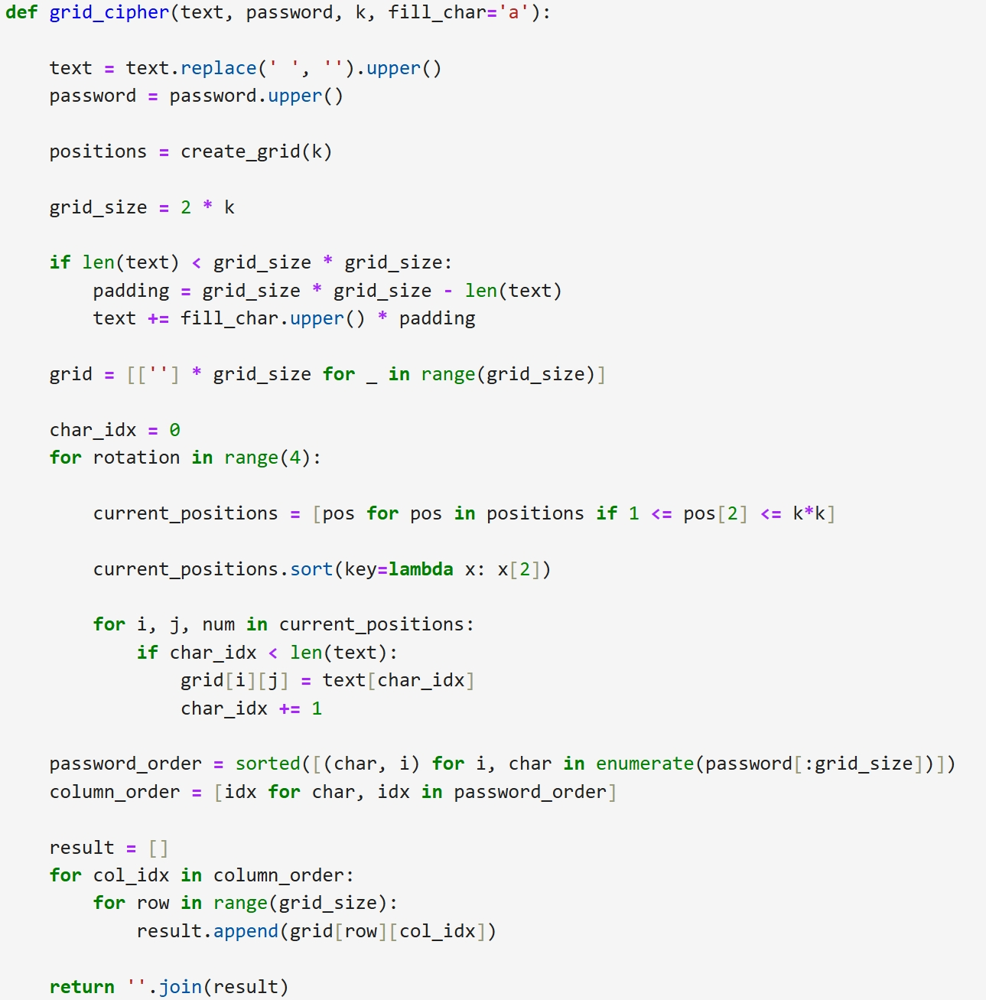 def grid_cipher(text, password, k, fill_char='a'):
    text = text.replace(' ', '').upper()
    password = password.upper()
    positions = create_grid(k)
    grid_size = 2 * k
    if len(text) < grid_size * grid_size:
        padding = grid_size * grid_size - len(text)
        text += fill_char.upper() * padding
    grid = [[''] * grid_size for _ in range(grid_size)]
    char_idx = 0
    for rotation in range(4):
        current_positions = [pos for pos in positions if 1 <= pos[2] <= k*k]
        current_positions.sort(key=lambda x: x[2])
        for i, j, num in current_positions:
            if char_idx < len(text):
                grid[i][j] = text[char_idx]
                char_idx += 1
    password_order = sorted([(char, i) for i, char in enumerate(password[:grid_size])])
    column_order = [idx for char, idx in password_order]
    result = []
    for col_idx in column_order:
        for row in range(grid_size):
            result.append(grid[row][col_idx])
    return ''.join(result)